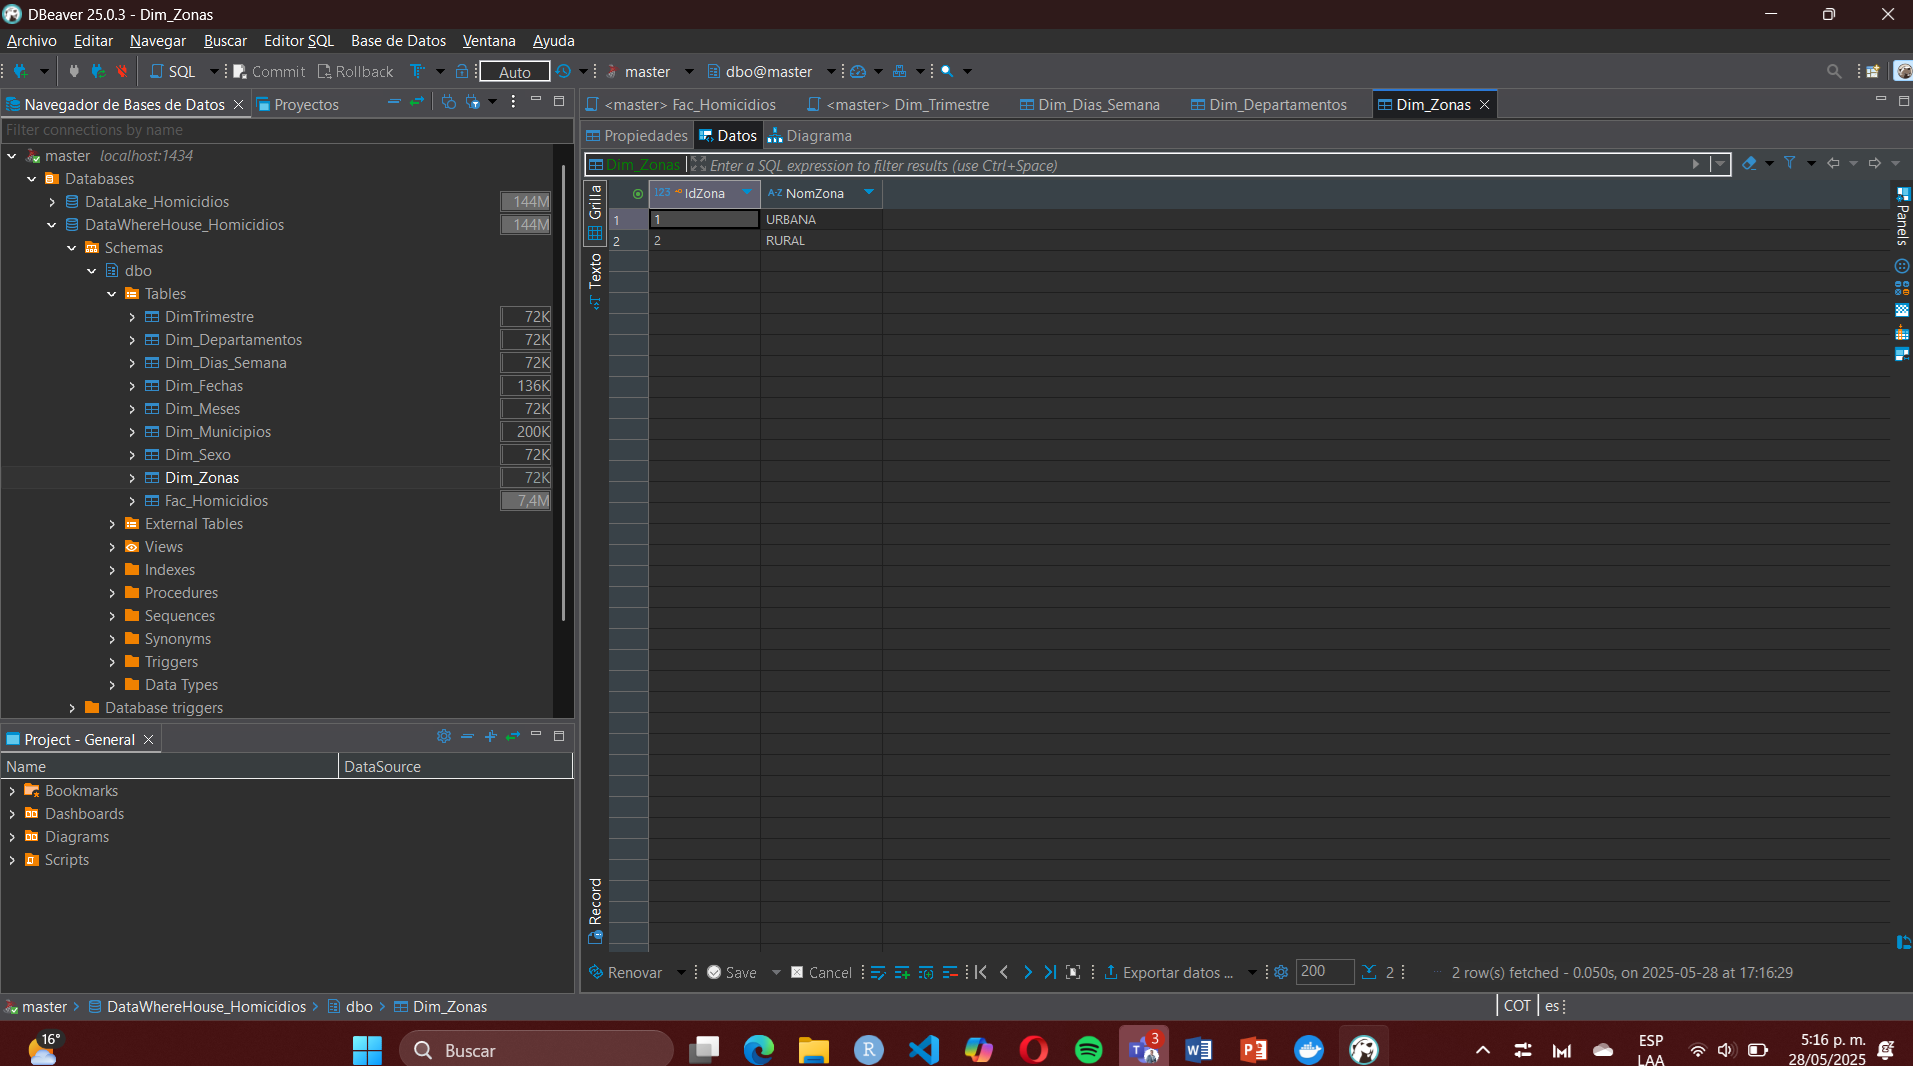 DBeaver 25.0.3 - Dim_Zonas
Archivo Editar Navegar Buscar Editor SQL Base de Datos Ventana Ayuda
SQL Commit Rollback Auto master dbo@master
Navegador de Bases de Datos Proyectos
Filter connections by name
master localhost:1434
Databases
DataLake_Homicidios 144M
DataWhereHouse_Homicidios 144M
Schemas
dbo
Tables
DimTrimestre 72K
Dim_Departamentos 72K
Dim_Dias_Semana 72K
Dim_Fechas 136K
Dim_Meses 72K
Dim_Municipios 200K
Dim_Sexo 72K
Dim_Zonas 72K
Fac_Homicidios 7,4M
External Tables
Views
Indexes
Procedures
Sequences
Synonyms
Triggers
Data Types
Database triggers
Project - General
Name DataSource
Bookmarks
Dashboards
Diagrams
Scripts
<master> Fac_Homicidios <master> Dim_Trimestre Dim_Dias_Semana Dim_Departamentos Dim_Zonas
Propiedades Datos Diagrama
Dim_Zonas Enter a SQL expression to filter results (use Ctrl+Space)
Grilla
Texto
Record
123 IdZona A-Z NomZona
1 1 URBANA
2 2 RURAL
Panels
Renovar Save Cancel Exportar datos ... 200 2 2 row(s) fetched - 0.050s, on 2025-05-28 at 17:16:29
master DataWhereHouse_Homicidios dbo Dim_Zonas COT es
16° Buscar R 3 ESP
LAA
5:16 p. m.
28/05/2025